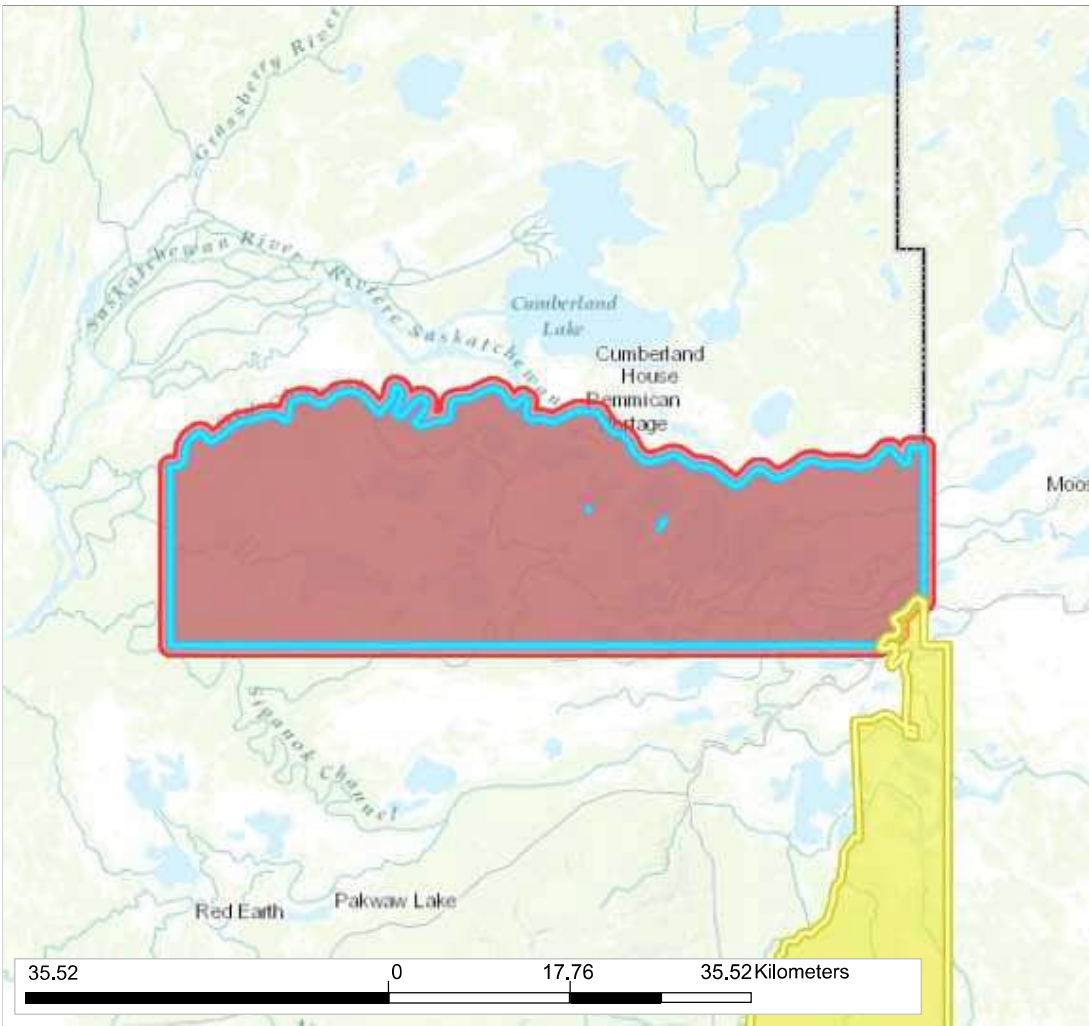 Grassberry River
Saskatchewan River / Rivière Saskatchewan
Cumberland
Lake
Cumberland
House
Pemmican
Portage
Moos
Sipanok Channel
Red Earth
Pakwaw Lake
35.52 0 17.76 35.52 Kilometers